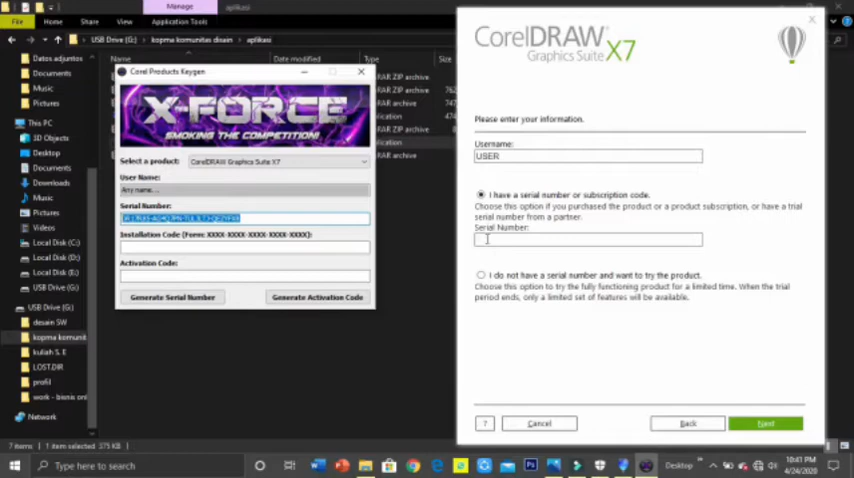 Manage
aplikasi
File
Home
Share
View
Application Tools
USB Drive (G:) > kopma komunitas disain > aplikasi
Name
Date modified
Type
Size
Datos adjuntos
Documents
Music
Pictures
This PC
3D Objects
Desktop
Documents
Downloads
Music
Pictures
Videos
Local Disk (C:)
Local Disk (D:)
Local Disk (E:)
USB Drive (G:)
USB Drive (G:)
desain SW
kopma komunit
kuliah S. E
LOST.DIR
profil
work - bisnis onl
Network
RAR ZIP archive
RAR ZIP archive
RAR archive
RAR ZIP archive
RAR archive
7 items
1 item selected 375 KB
Corel Products Keygen
X-FORCE
SMOKING THE COMPETITION!
Select a product:
CorelDRAW Graphics Suite X7
User Name:
Any name...
Serial Number:
Installation Code (Form: XXXX-XXXX-XXXX-XXXX-XXXX):
Activation Code:
Generate Serial Number
Generate Activation Code
CorelDRAW®
Graphics Suite X7
Please enter your information.
Username:
USER
I have a serial number or subscription code.
Choose this option if you purchased the product or a product subscription, or have a trial
serial number from a partner.
Serial Number:
I do not have a serial number and want to try the product.
Choose this option to try the fully functioning product for a limited time. When the trial
period ends, only a limited set of features will be available.
?
Cancel
Back
Next
Type here to search
Desktop
10:41 PM
4/24/2020